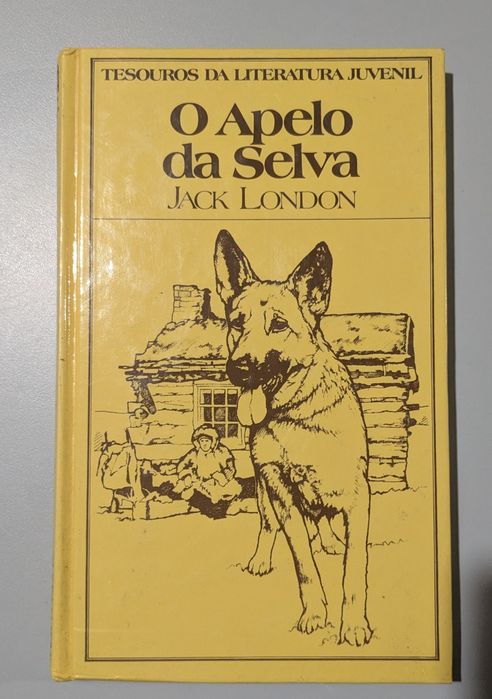 TESOUROS DA LITERATURA JUVENIL
O Apelo
da Selva
JACK LONDON